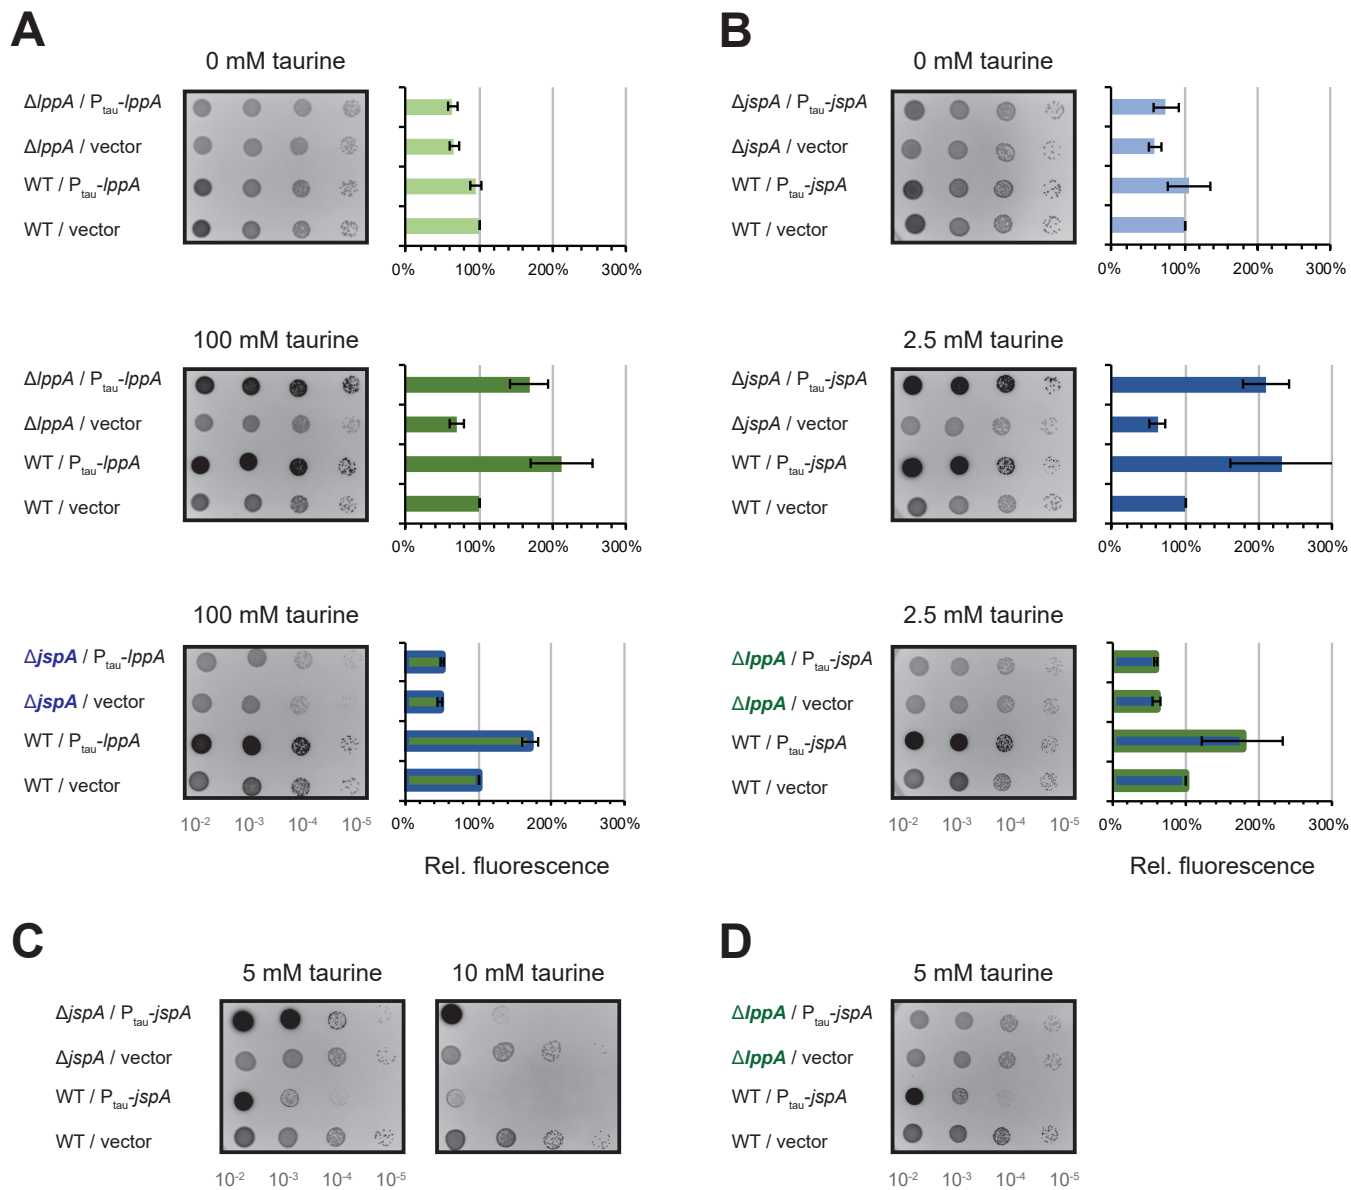 A
0 mM taurine
ΔlppA / Ptau-lppA
ΔlppA / vector
WT / Ptau-lppA
WT / vector
0% 100% 200% 300%
100 mM taurine
ΔlppA / Ptau-lppA
ΔlppA / vector
WT / Ptau-lppA
WT / vector
0% 100% 200% 300%
100 mM taurine
ΔjspA / Ptau-lppA
ΔjspA / vector
WT / Ptau-lppA
WT / vector
10-2 10-3 10-4 10-5
0% 100% 200% 300%
Rel. fluorescence
B
0 mM taurine
ΔjspA / Ptau-jspA
ΔjspA / vector
WT / Ptau-jspA
WT / vector
0% 100% 200% 300%
2.5 mM taurine
ΔjspA / Ptau-jspA
ΔjspA / vector
WT / Ptau-jspA
WT / vector
0% 100% 200% 300%
2.5 mM taurine
ΔlppA / Ptau-jspA
ΔlppA / vector
WT / Ptau-jspA
WT / vector
10-2 10-3 10-4 10-5
0% 100% 200% 300%
Rel. fluorescence
C
5 mM taurine 10 mM taurine
ΔjspA / Ptau-jspA
ΔjspA / vector
WT / Ptau-jspA
WT / vector
10-2 10-3 10-4 10-5
D
5 mM taurine
ΔlppA / Ptau-jspA
ΔlppA / vector
WT / Ptau-jspA
WT / vector
10-2 10-3 10-4 10-5